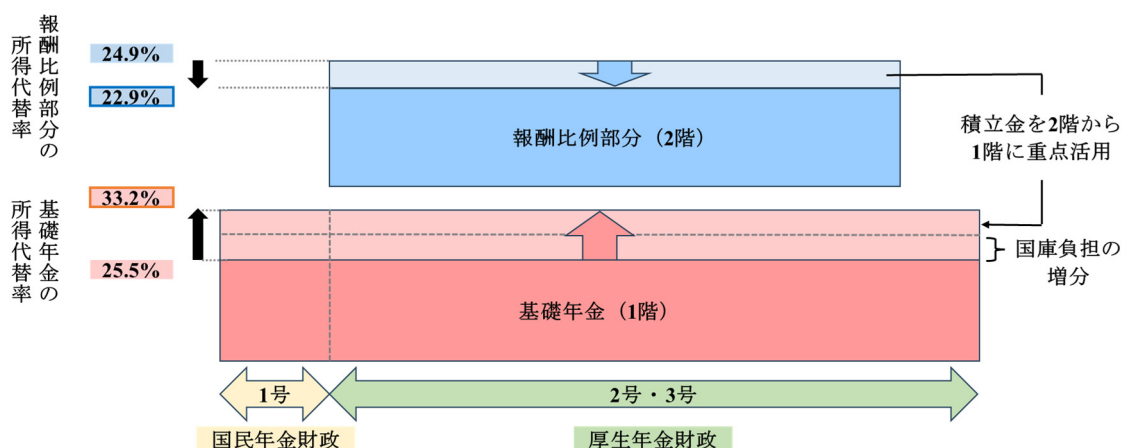 報酬比例部分の
所得代替率
24.9%
22.9%
報酬比例部分（2階）
積立金を2階から
1階に重点活用
基礎年金の
所得代替率
33.2%
25.5%
国庫負担の
増分
基礎年金（1階）
1号
2号・3号
国民年金財政
厚生年金財政